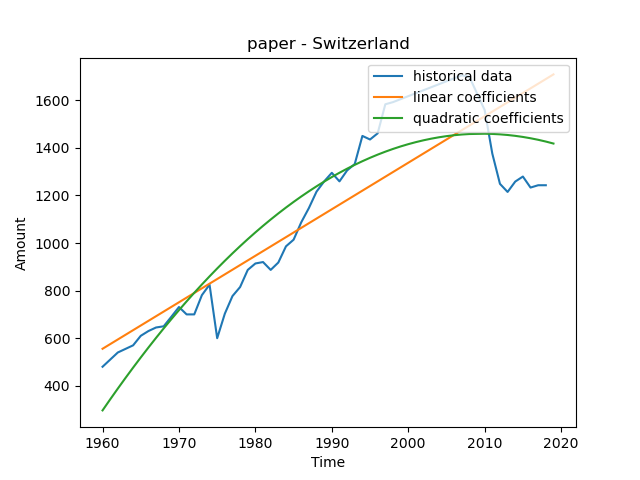 paper - Switzerland
historical data
linear coefficients
quadratic coefficients
Amount
1600
1400
1200
1000
800
600
400
1960 1970 1980 1990 2000 2010 2020
Time